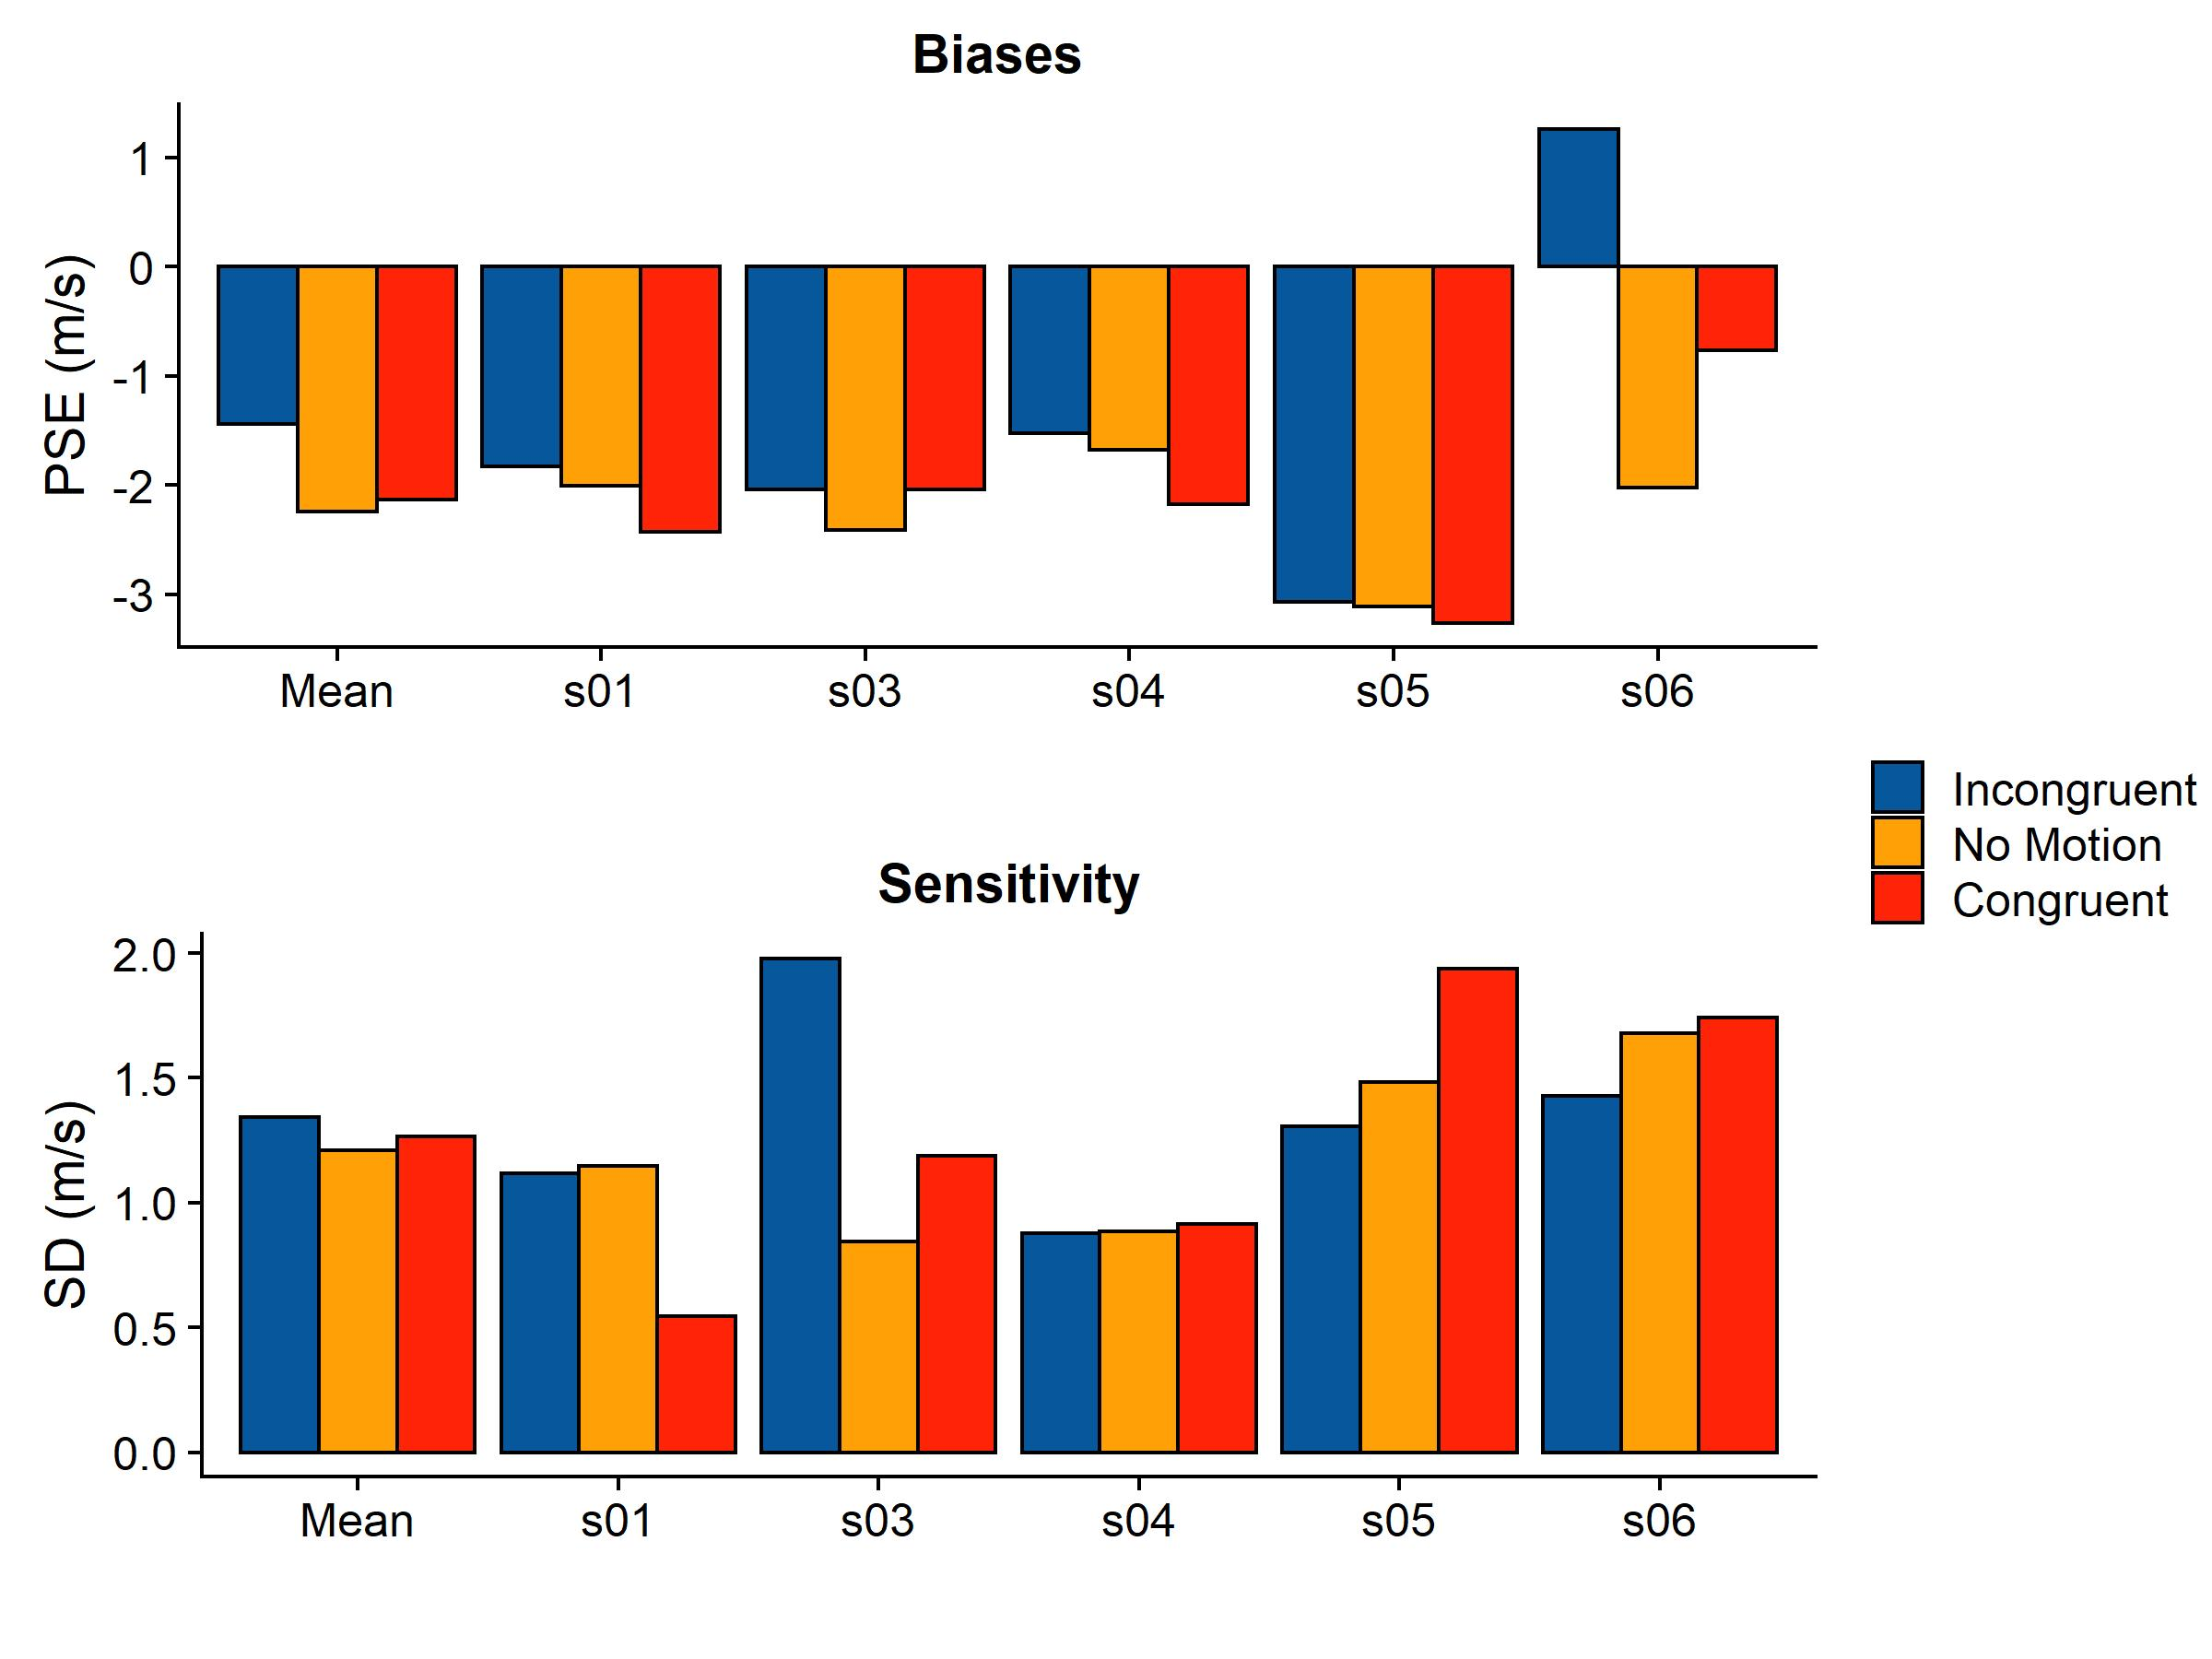 Biases
PSE (m/s)
1
0
-1
-2
-3
Mean s01 s03 s04 s05 s06
Incongruent
No Motion
Congruent
Sensitivity
SD (m/s)
2.0
1.5
1.0
0.5
0.0
Mean s01 s03 s04 s05 s06